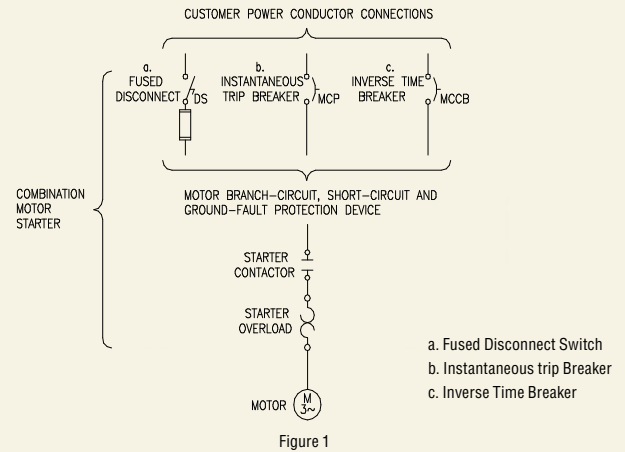 CUSTOMER POWER CONDUCTOR CONNECTIONS
a.
FUSED
DISCONNECT
DS
b.
INSTANTANEOUS
TRIP BREAKER
MCP
c.
INVERSE TIME
BREAKER
MCCB
COMBINATION
MOTOR
STARTER
MOTOR BRANCH-CIRCUIT, SHORT-CIRCUIT AND
GROUND-FAULT PROTECTION DEVICE
STARTER
CONTACTOR
STARTER
OVERLOAD
MOTOR
M
3~
a. Fused Disconnect Switch
b. Instantaneous trip Breaker
c. Inverse Time Breaker
Figure 1